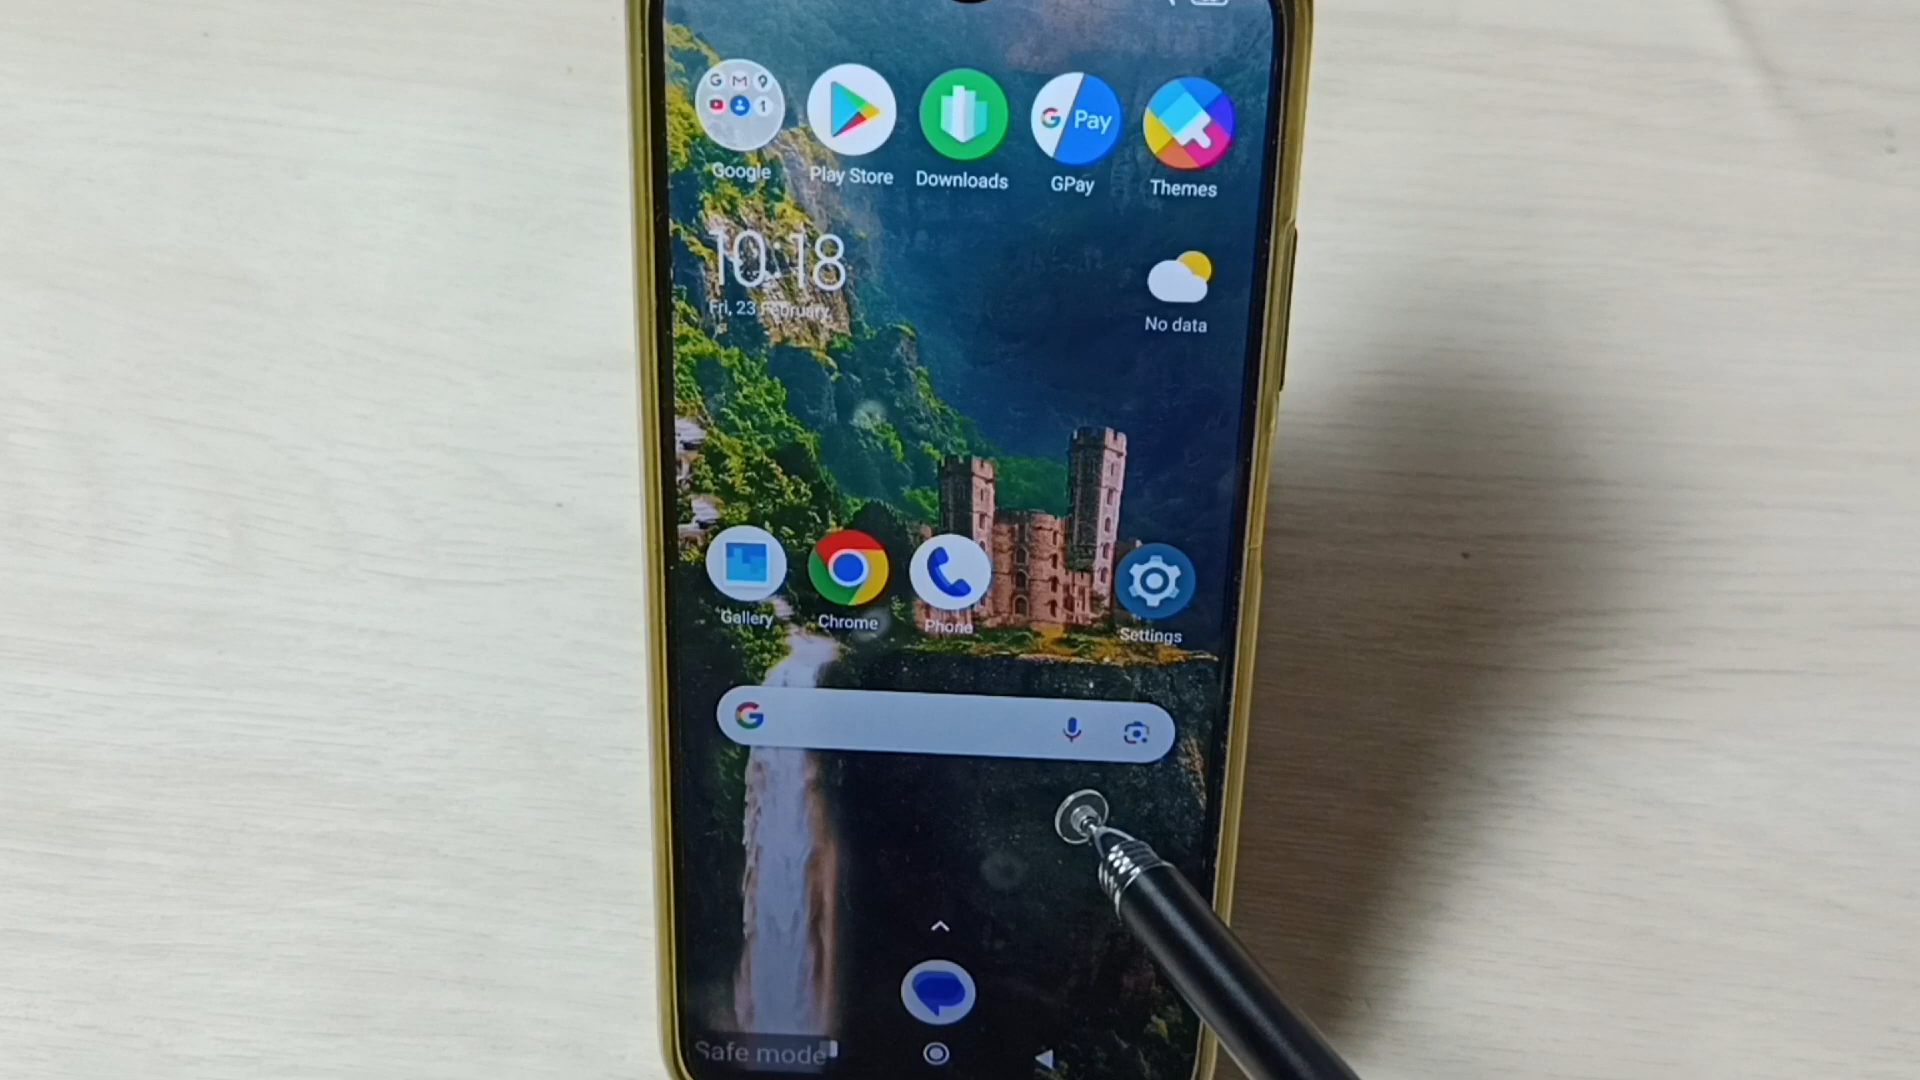 Google
Play Store
Downloads
G Pay
GPay
Themes
10:18
Fri, 23 February
No data
Gallery
Chrome
Phone
Settings
Safe mode